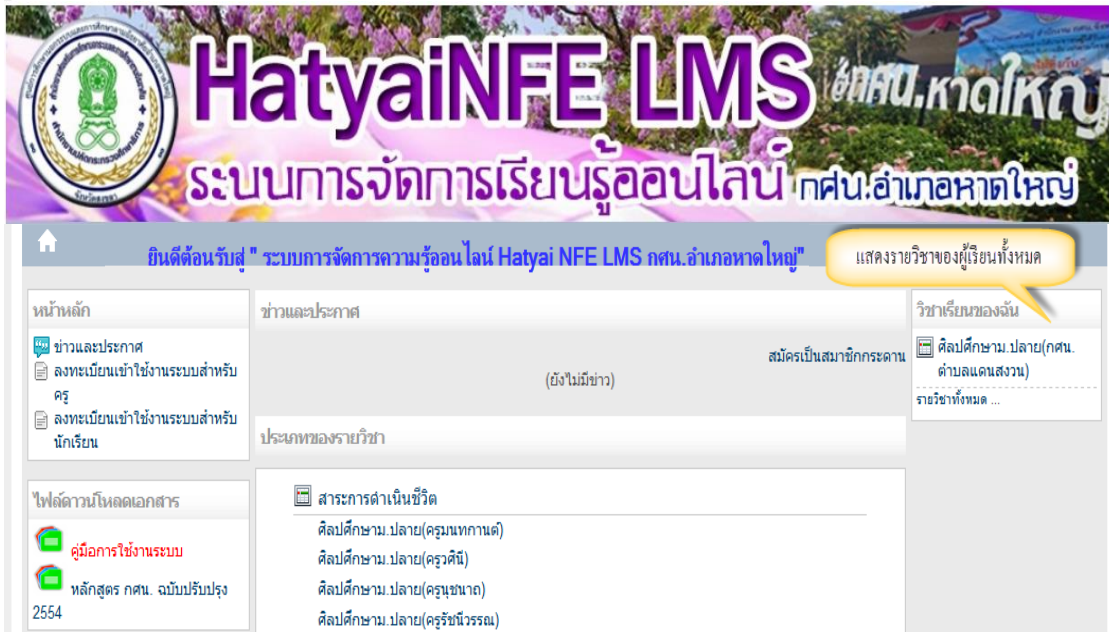 HatyaiNFE LMS
กศน.หาดใหญ่
ระบบการจัดการเรียนรู้ออนไลน์ กศน.อำเภอหาดใหญ่
ยินดีต้อนรับสู่ " ระบบการจัดการความรู้ออนไลน์ Hatyai NFE LMS กศน.อำเภอหาดใหญ่"
แสดงรายวิชาของผู้เรียนทั้งหมด
หน้าหลัก
ข่าวและประกาศ
ลงทะเบียนเข้าใช้งานระบบสำหรับ
ครู
ลงทะเบียนเข้าใช้งานระบบสำหรับ
นักเรียน
ไฟล์ดาวน์โหลดเอกสาร
คู่มือการใช้งานระบบ
หลักสูตร กศน. ฉบับปรับปรุง
2554
ข่าวและประกาศ
สมัครเป็นสมาชิกกระดาน
(ยังไม่มีข่าว)
ประเภทของรายวิชา
สาระการดำเนินชีวิต
ศิลปศึกษาม.ปลาย(ครูมนทกานต์)
ศิลปศึกษาม.ปลาย(ครูวศินี)
ศิลปศึกษาม.ปลาย(ครูนุชนาถ)
ศิลปศึกษาม.ปลาย(ครูรัชนีวรรณ)
วิชาเรียนของฉัน
ศิลปศึกษาม.ปลาย(กศน.
ตำบลแดนสงวน)
รายวิชาทั้งหมด ...